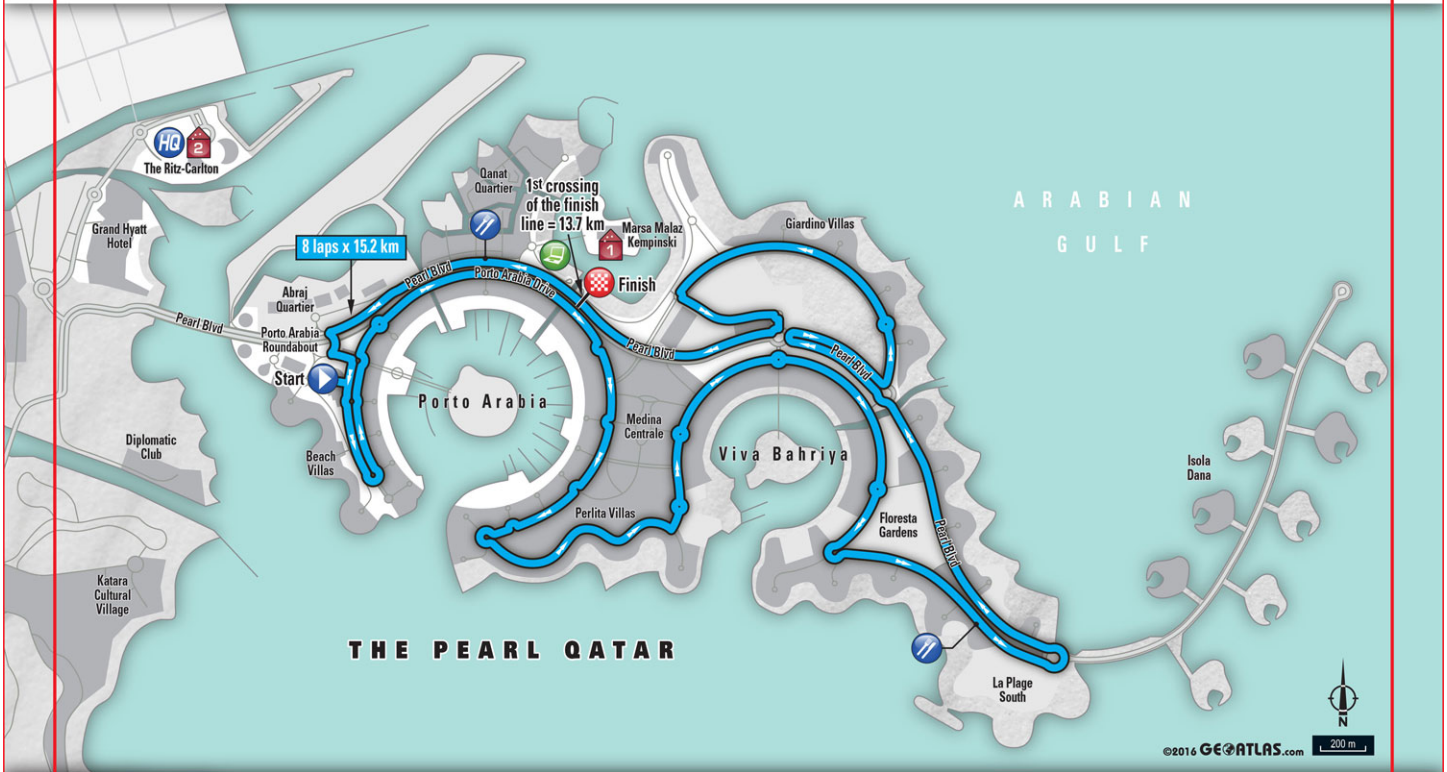 HQ
2
The Ritz-Carlton
Grand Hyatt
Hotel
8 laps x 15.2 km
Qanat
Quartier
1st crossing
of the finish
line = 13.7 km
Marsa Malaz
Kempinski
1
Finish
Giardino Villas
ARABIAN
GULF
Abraj
Quartier
Pearl Blvd
Porto Arabia Drive
Pearl Blvd
Porto Arabia
Roundabout
Start
Pearl Blvd
Pearl Blvd
Porto Arabia
Medina
Centrale
Viva Bahriya
Diplomatic
Club
Beach
Villas
Isola
Dana
Perlita Villas
Floresta
Gardens
Pearl Blvd
Katara
Cultural
Village
THE PEARL QATAR
La Plage
South
N
©2016 GEOATLAS.com
200 m